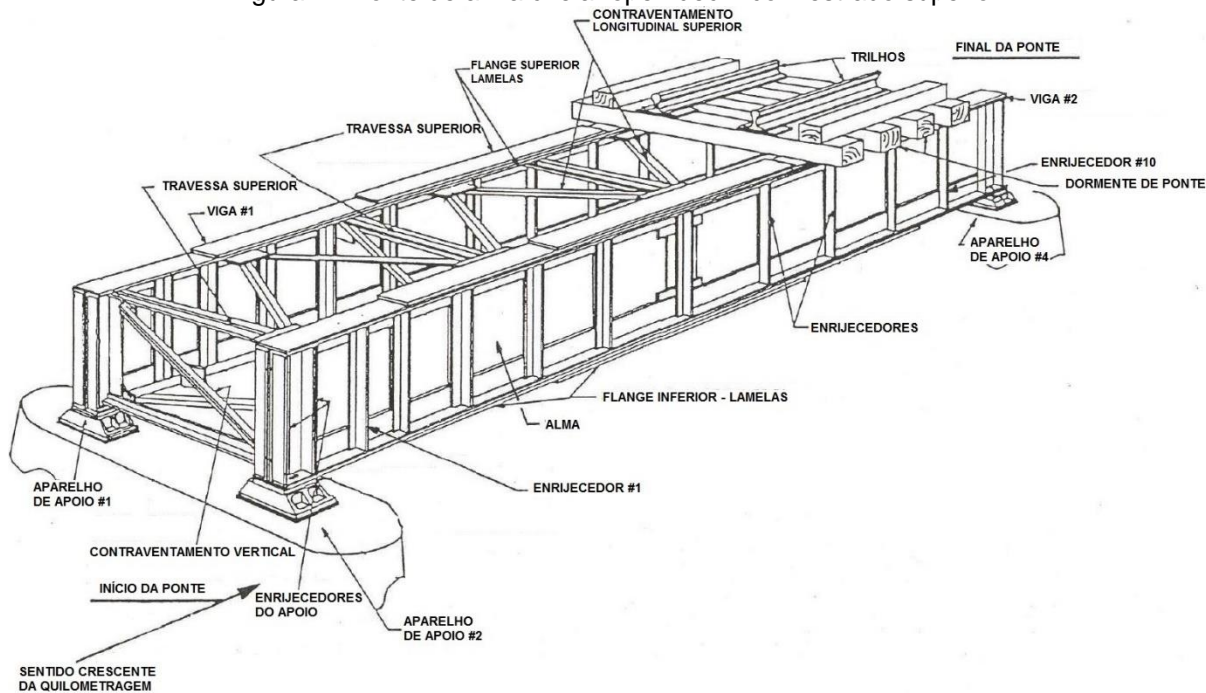 CONTRAVENTAMENTO
LONGITUDINAL SUPERIOR
TRILHOS
FINAL DA PONTE
FLANGE SUPERIOR
LAMELAS
VIGA #2
TRAVESSA SUPERIOR
ENRIJECEDOR #10
TRAVESSA SUPERIOR
DORMENTE DE PONTE
VIGA #1
APARELHO
DE APOIO #4
ENRIJECEDORES
FLANGE INFERIOR - LAMELAS
ALMA
APARELHO
DE APOIO #1
ENRIJECEDOR #1
CONTRAVENTAMENTO VERTICAL
INÍCIO DA PONTE
ENRIJECEDORES
DO APOIO
APARELHO
DE APOIO #2
SENTIDO CRESCENTE
DA QUILOMETRAGEM